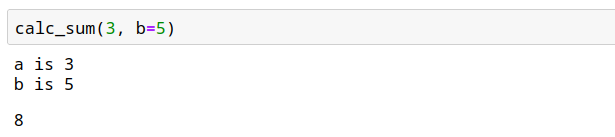 calc_sum(3, b=5)
a is 3
b is 5
8